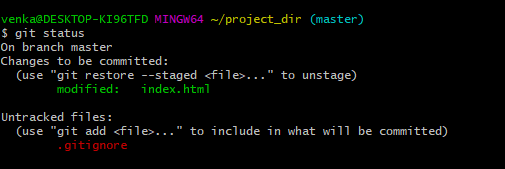 venka@DESKTOP-KI96TFD MINGW64 ~/project_dir (master)
$ git status
On branch master
Changes to be committed:
  (use "git restore --staged <file>..." to unstage)
        modified:   index.html

Untracked files:
  (use "git add <file>..." to include in what will be committed)
        .gitignore